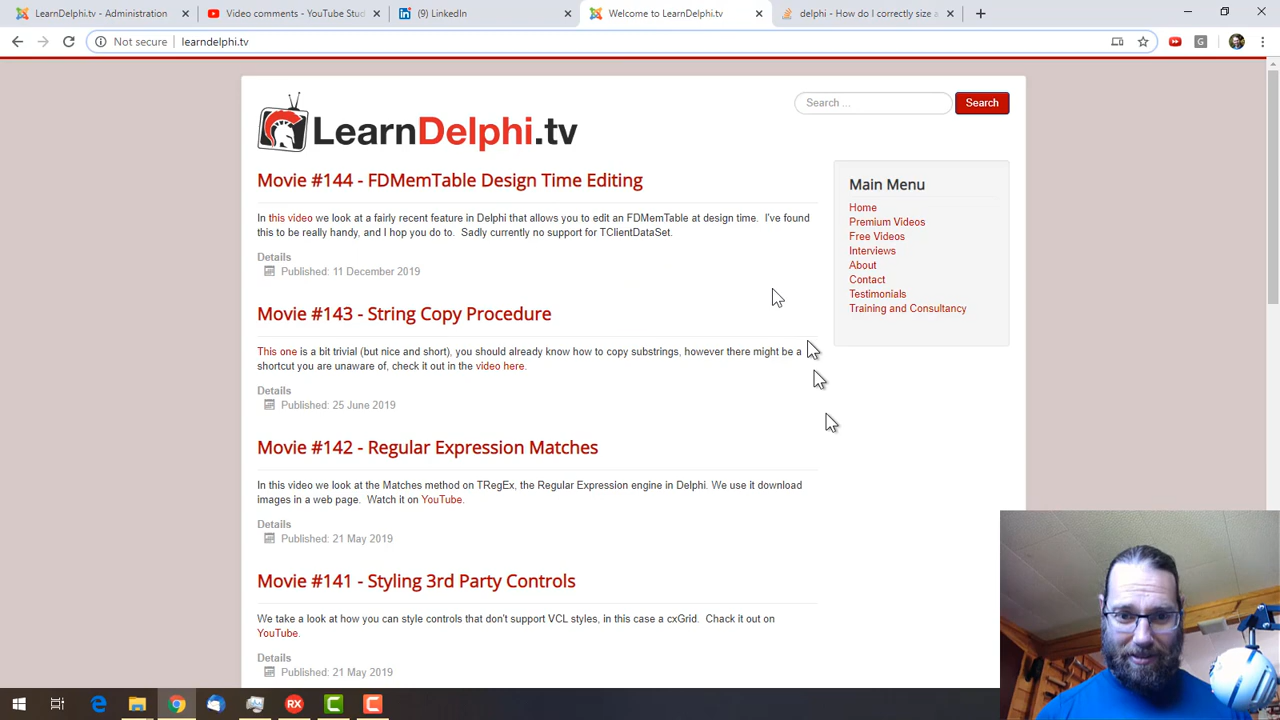 LearnDelphi.tv - Administration
Video comments - YouTube Stud
(9) LinkedIn
Welcome to LearnDelphi.tv
delphi - How do I correctly size a
Not secure
learndelphi.tv
LearnDelphi.tv
Search ...
Search
Movie #144 - FDMemTable Design Time Editing
In this video we look at a fairly recent feature in Delphi that allows you to edit an FDMemTable at design time. I've found
this to be really handy, and I hope you do to. Sadly currently no support for TClientDataSet.
Details
Published: 11 December 2019
Movie #143 - String Copy Procedure
This one is a bit trivial (but nice and short), you should already know how to copy substrings, however there might be a
shortcut you are unaware of, check it out in the video here.
Details
Published: 25 June 2019
Movie #142 - Regular Expression Matches
In this video we look at the Matches method on TRegEx, the Regular Expression engine in Delphi. We use it download
images in a web page. Watch it on YouTube.
Details
Published: 21 May 2019
Movie #141 - Styling 3rd Party Controls
We take a look at how you can style controls that don't support VCL styles, in this case a cxGrid. Chack it out on
YouTube.
Details
Published: 21 May 2019
Main Menu
Home
Premium Videos
Free Videos
Interviews
About
Contact
Testimonials
Training and Consultancy
G
RX
C
C